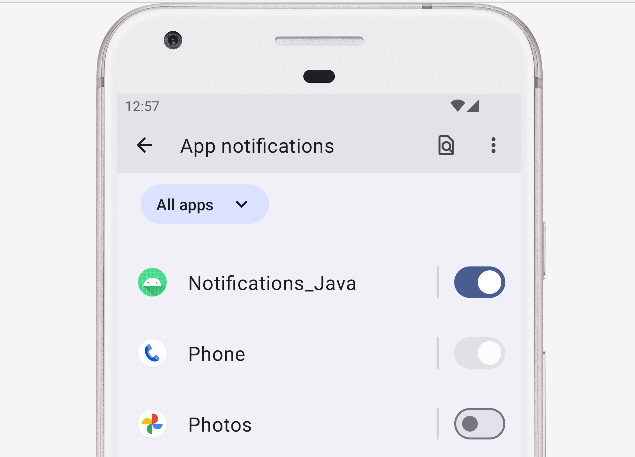 12:57
App notifications
All apps
Notifications_Java
Phone
Photos